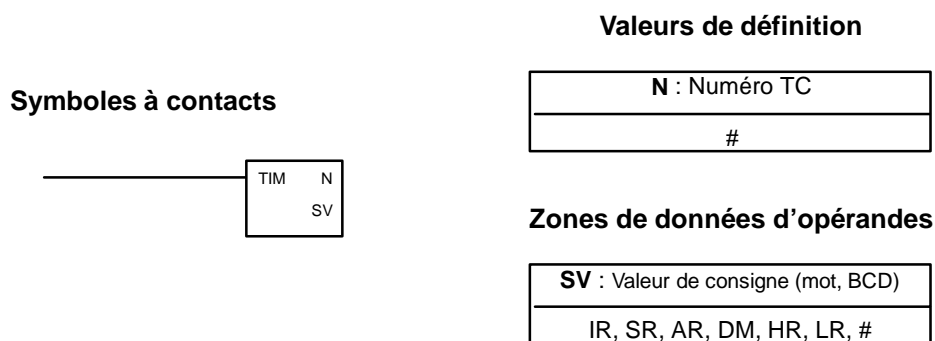 Symboles à contacts
TIM N
SV
Valeurs de définition
N : Numéro TC
#
Zones de données d’opérandes
SV : Valeur de consigne (mot, BCD)
IR, SR, AR, DM, HR, LR, #